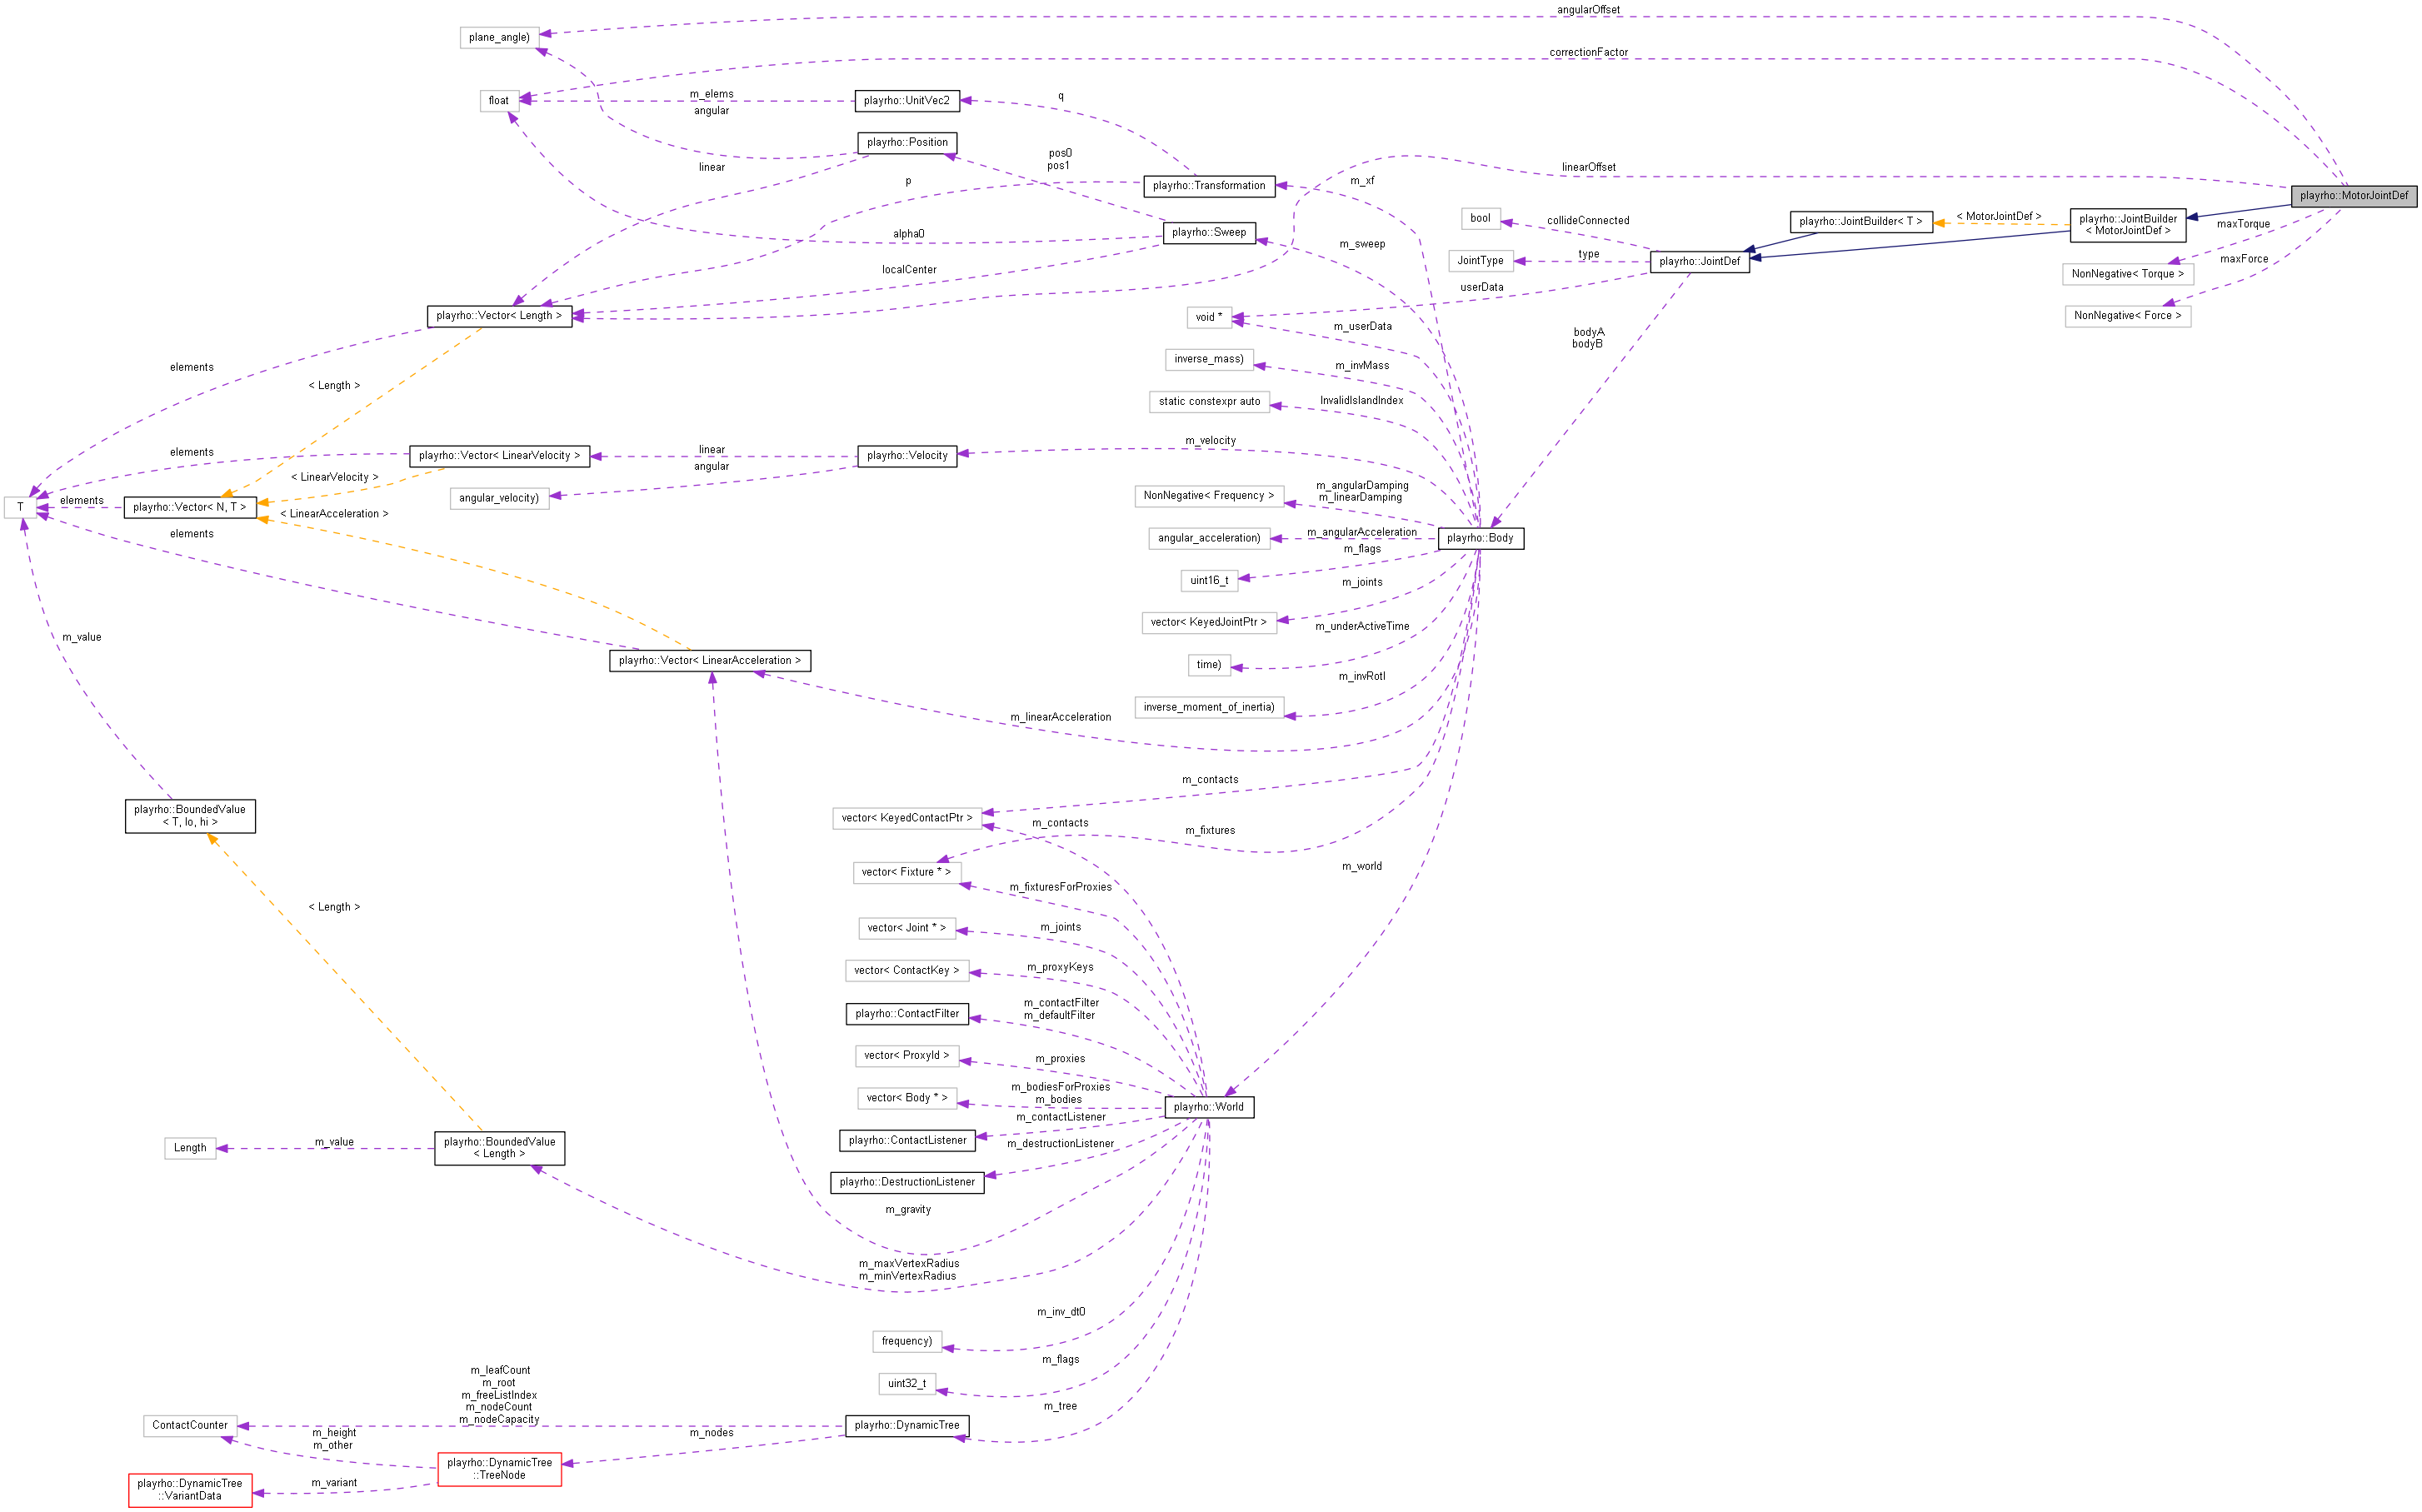 angularOffset
plane_angle)
correctionFactor
float
m_elems
playrho::UnitVec2
q
angular
playrho::Position
linear
pos0
pos1
linearOffset
p
playrho::Transformation
m_xf
playrho::MotorJointDef
bool
collideConnected
playrho::JointBuilder< T >
< MotorJointDef >
playrho::JointBuilder
< MotorJointDef >
maxTorque
alpha0
playrho::Sweep
m_sweep
JointType
type
playrho::JointDef
maxForce
NonNegative< Torque >
localCenter
userData
playrho::Vector< Length >
void *
m_userData
NonNegative< Force >
bodyA
bodyB
elements
< Length >
inverse_mass)
m_invMass
static constexpr auto
InvalidIslandIndex
m_velocity
elements
playrho::Vector< LinearVelocity >
linear
playrho::Velocity
angular
< LinearVelocity >
angular_velocity)
NonNegative< Frequency >
m_angularDamping
m_linearDamping
T
elements
playrho::Vector< N, T >
< LinearAcceleration >
elements
angular_acceleration)
m_angularAcceleration
playrho::Body
m_flags
uint16_t
m_joints
vector< KeyedJointPtr >
m_underActiveTime
m_value
playrho::Vector< LinearAcceleration >
time)
m_invRotI
inverse_moment_of_inertia)
m_linearAcceleration
m_contacts
playrho::BoundedValue
< T, lo, hi >
vector< KeyedContactPtr >
m_contacts
m_fixtures
vector< Fixture * >
m_world
m_fixturesForProxies
< Length >
vector< Joint * >
m_joints
vector< ContactKey >
m_proxyKeys
playrho::ContactFilter
m_contactFilter
m_defaultFilter
vector< ProxyId >
m_proxies
vector< Body * >
m_bodiesForProxies
m_bodies
playrho::World
m_contactListener
playrho::ContactListener
m_destructionListener
Length
m_value
playrho::BoundedValue
< Length >
playrho::DestructionListener
m_gravity
m_maxVertexRadius
m_minVertexRadius
m_inv_dt0
frequency)
m_flags
uint32_t
m_leafCount
m_root
m_freeListIndex
m_nodeCount
m_nodeCapacity
m_tree
ContactCounter
playrho::DynamicTree
m_height
m_other
m_nodes
playrho::DynamicTree
::TreeNode
m_variant
playrho::DynamicTree
::VariantData